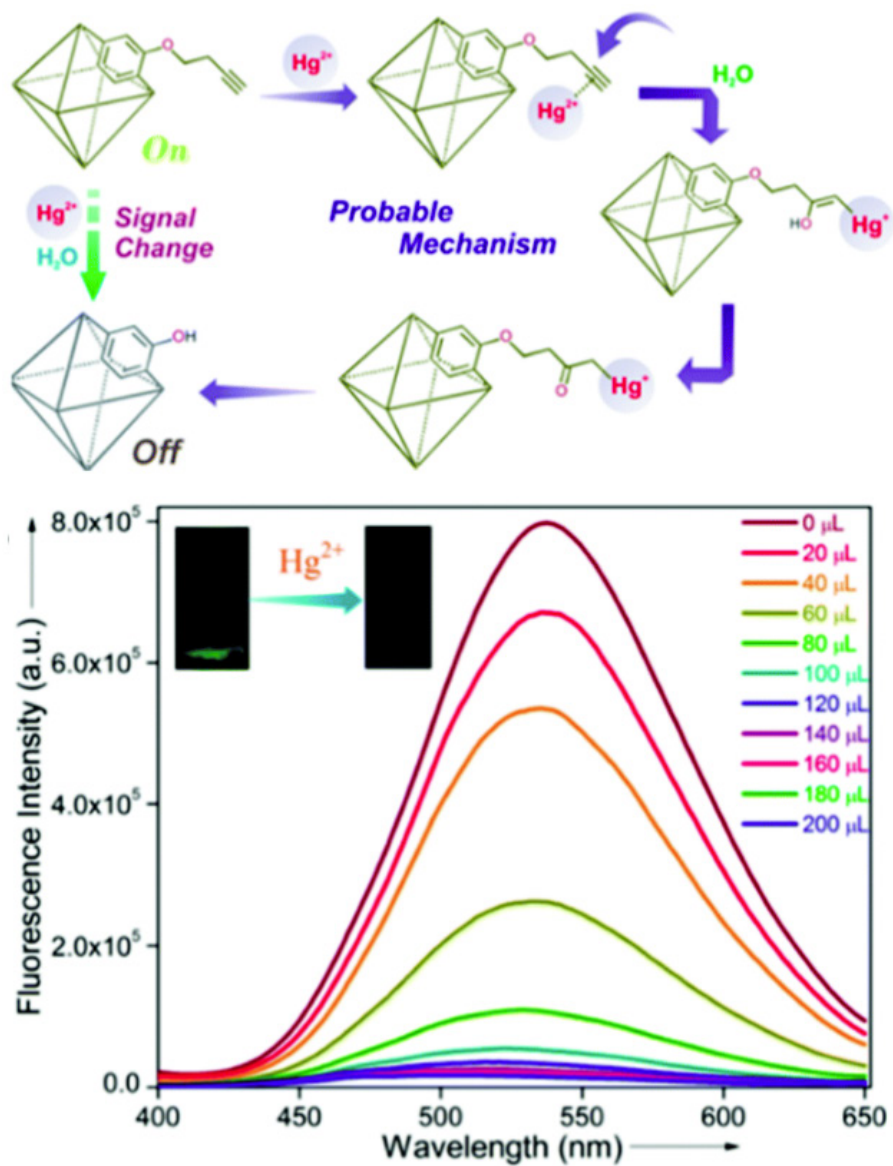 O
Hg²⁺
O
Hg²⁺
H₂O
On
O
HO
Hg⁺
Hg²⁺
H₂O
Signal
Change
Probable
Mechanism
OH
Off
O
O
Hg⁺
Fluorescence Intensity (a.u.)
8.0x10⁵
6.0x10⁵
4.0x10⁵
2.0x10⁵
0.0
Hg²⁺
0 µL
20 µL
40 µL
60 µL
80 µL
100 µL
120 µL
140 µL
160 µL
180 µL
200 µL
400
450
500
550
600
650
Wavelength (nm)